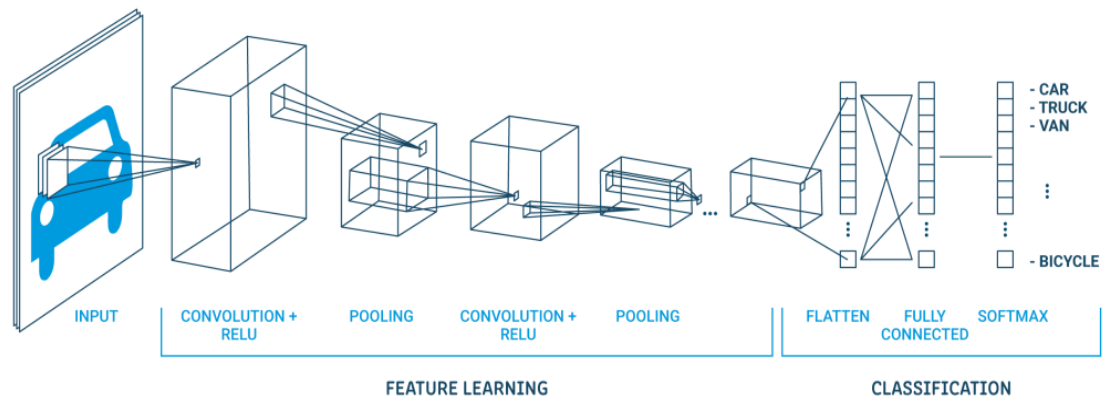 - CAR
- TRUCK
- VAN
- BICYCLE
INPUT
CONVOLUTION +
RELU
POOLING
CONVOLUTION +
RELU
POOLING
FLATTEN
FULLY
CONNECTED
SOFTMAX
FEATURE LEARNING
CLASSIFICATION